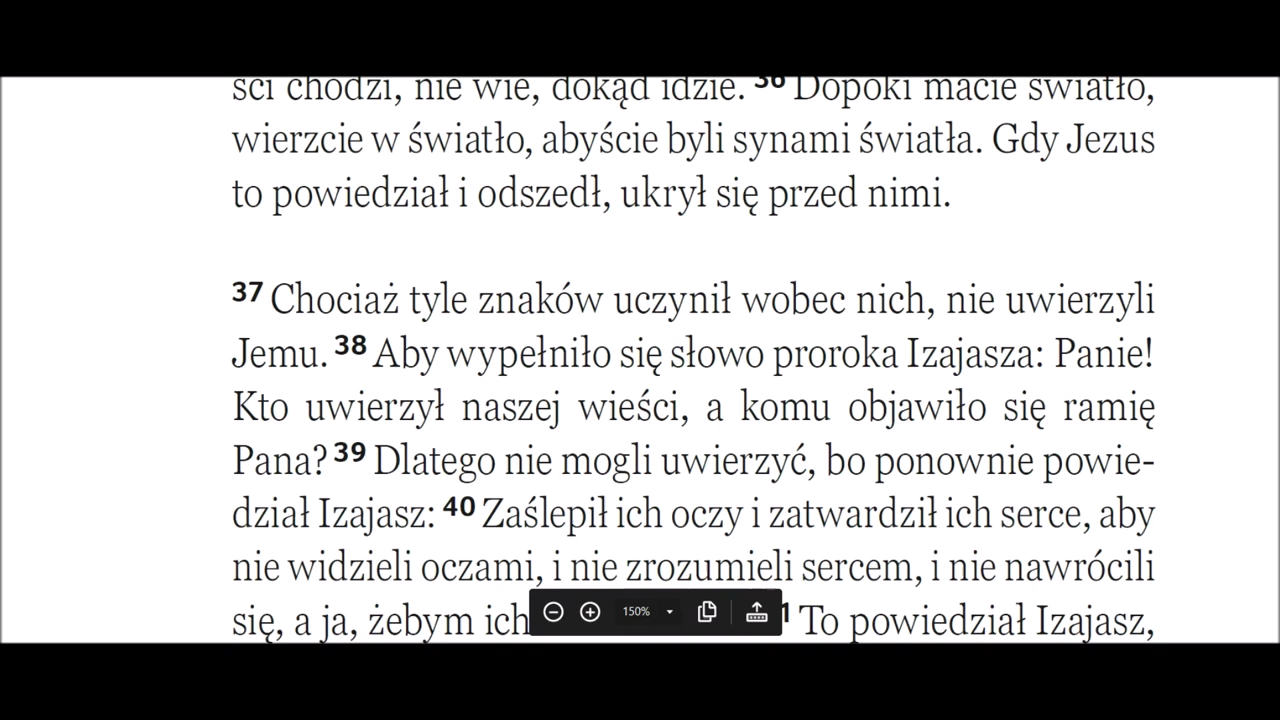 ści chodzi, nie wie, dokąd idzie. 36 Dopóki macie światło,
wierzcie w światło, abyście byli synami światła. Gdy Jezus
to powiedział i odszedł, ukrył się przed nimi.
37 Chociaż tyle znaków uczynił wobec nich, nie uwierzyli
Jemu. 38 Aby wypełniło się słowo proroka Izajasza: Panie!
Kto uwierzył naszej wieści, a komu objawiło się ramię
Pana? 39 Dlatego nie mogli uwierzyć, bo ponownie powie-
dział Izajasz: 40 Zaślepił ich oczy i zatwardził ich serce, aby
nie widzieli oczami, i nie zrozumieli sercem, i nie nawrócili
się, a ja, żebym ich To powiedział Izajasz,
150%